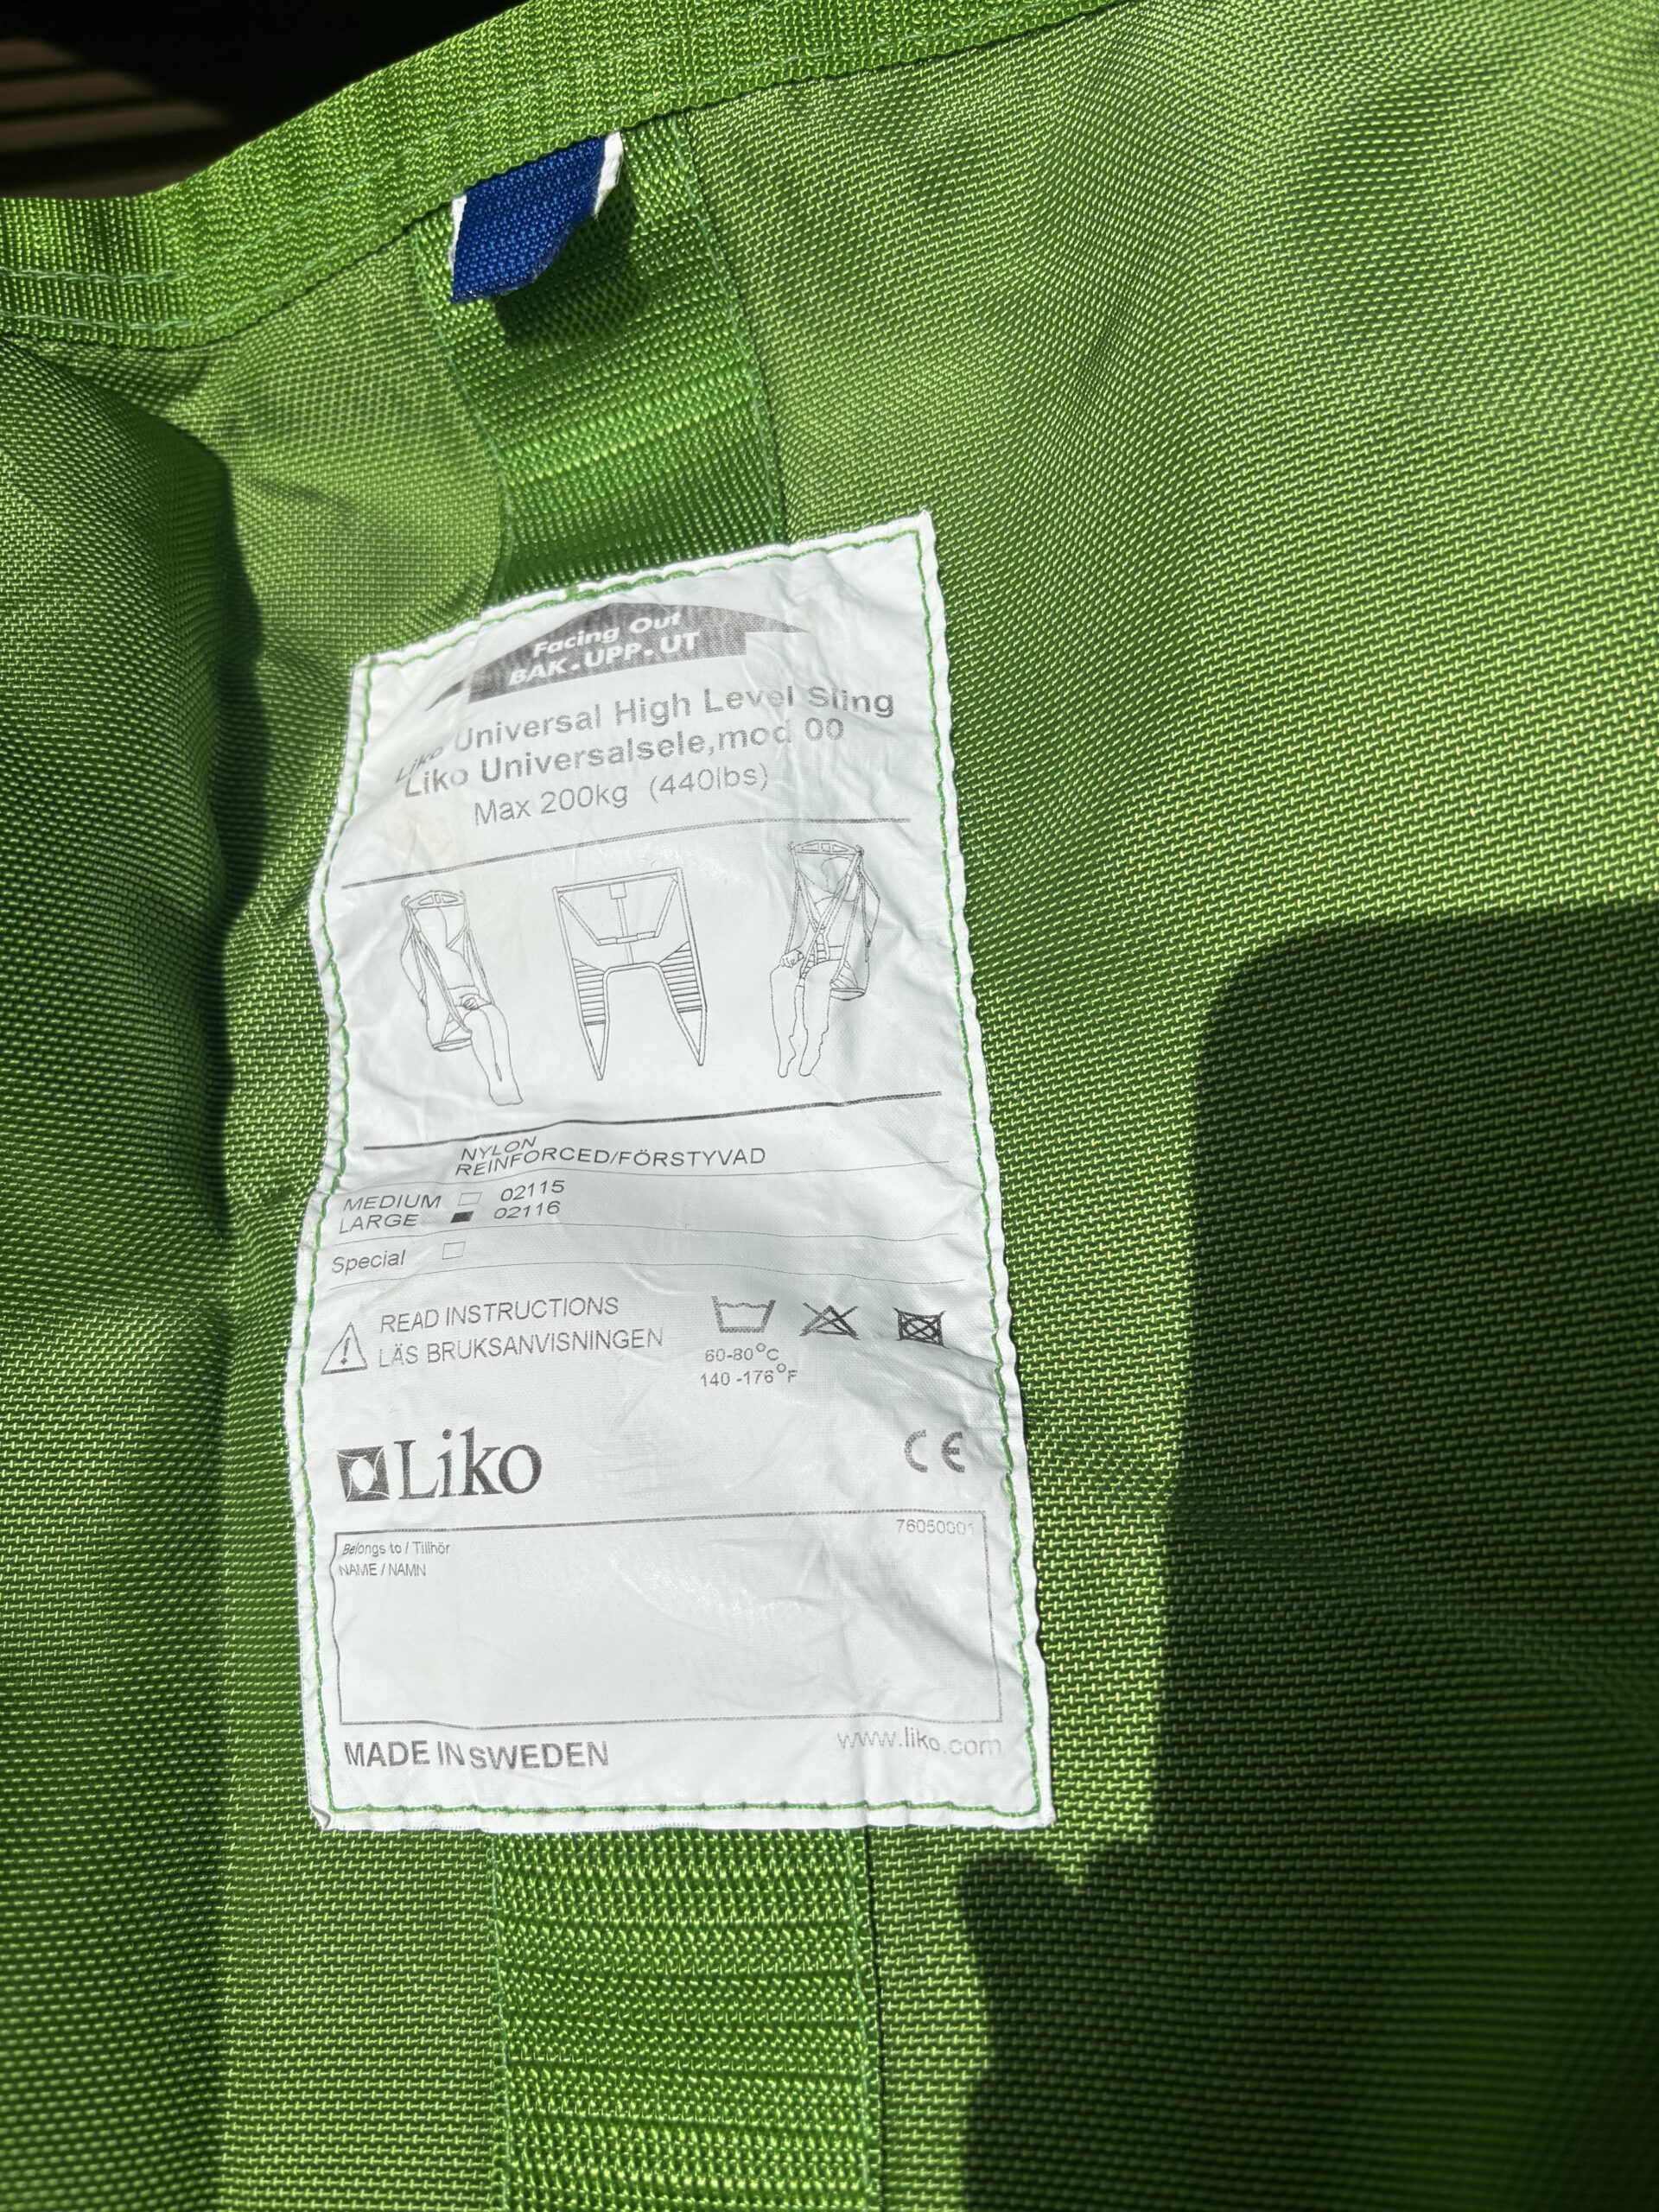 Facing Out
BAK-UPP-UT
Liko Universal High Level Sling
Liko Universalsele,mod 00
Max 200kg (440lbs)
NYLON
REINFORCED/FÖRSTYVAD
MEDIUM 02115
LARGE 02116
Special
READ INSTRUCTIONS
LÄS BRUKSANVISNINGEN
60-80°C
140-176°F
Liko
CE
76050001
Belongs to / Tillhör
NAME / NAMN
MADE IN SWEDEN
www.liko.com